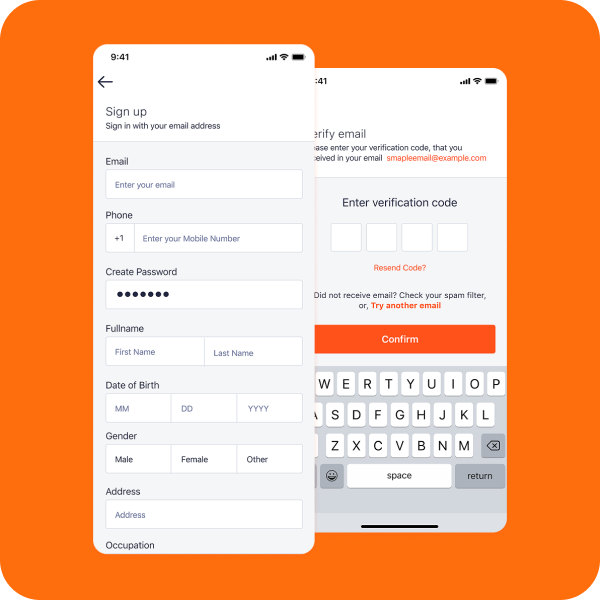 9:41
Sign up
Sign in with your email address
Email
Enter your email
Phone
+1
Enter your Mobile Number
Create Password
Fullname
First Name
Last Name
Date of Birth
MM
DD
YYYY
Gender
Male
Female
Other
Address
Address
Occupation
:41
erify email
ease enter your verification code, that you
ceived in your email smapleemail@example.com
Enter verification code
Resend Code?
Did not receive email? Check your spam filter,
or, Try another email
Confirm
W E R T Y U I O P
A S D F G H J K L
Z X C V B N M
space
return